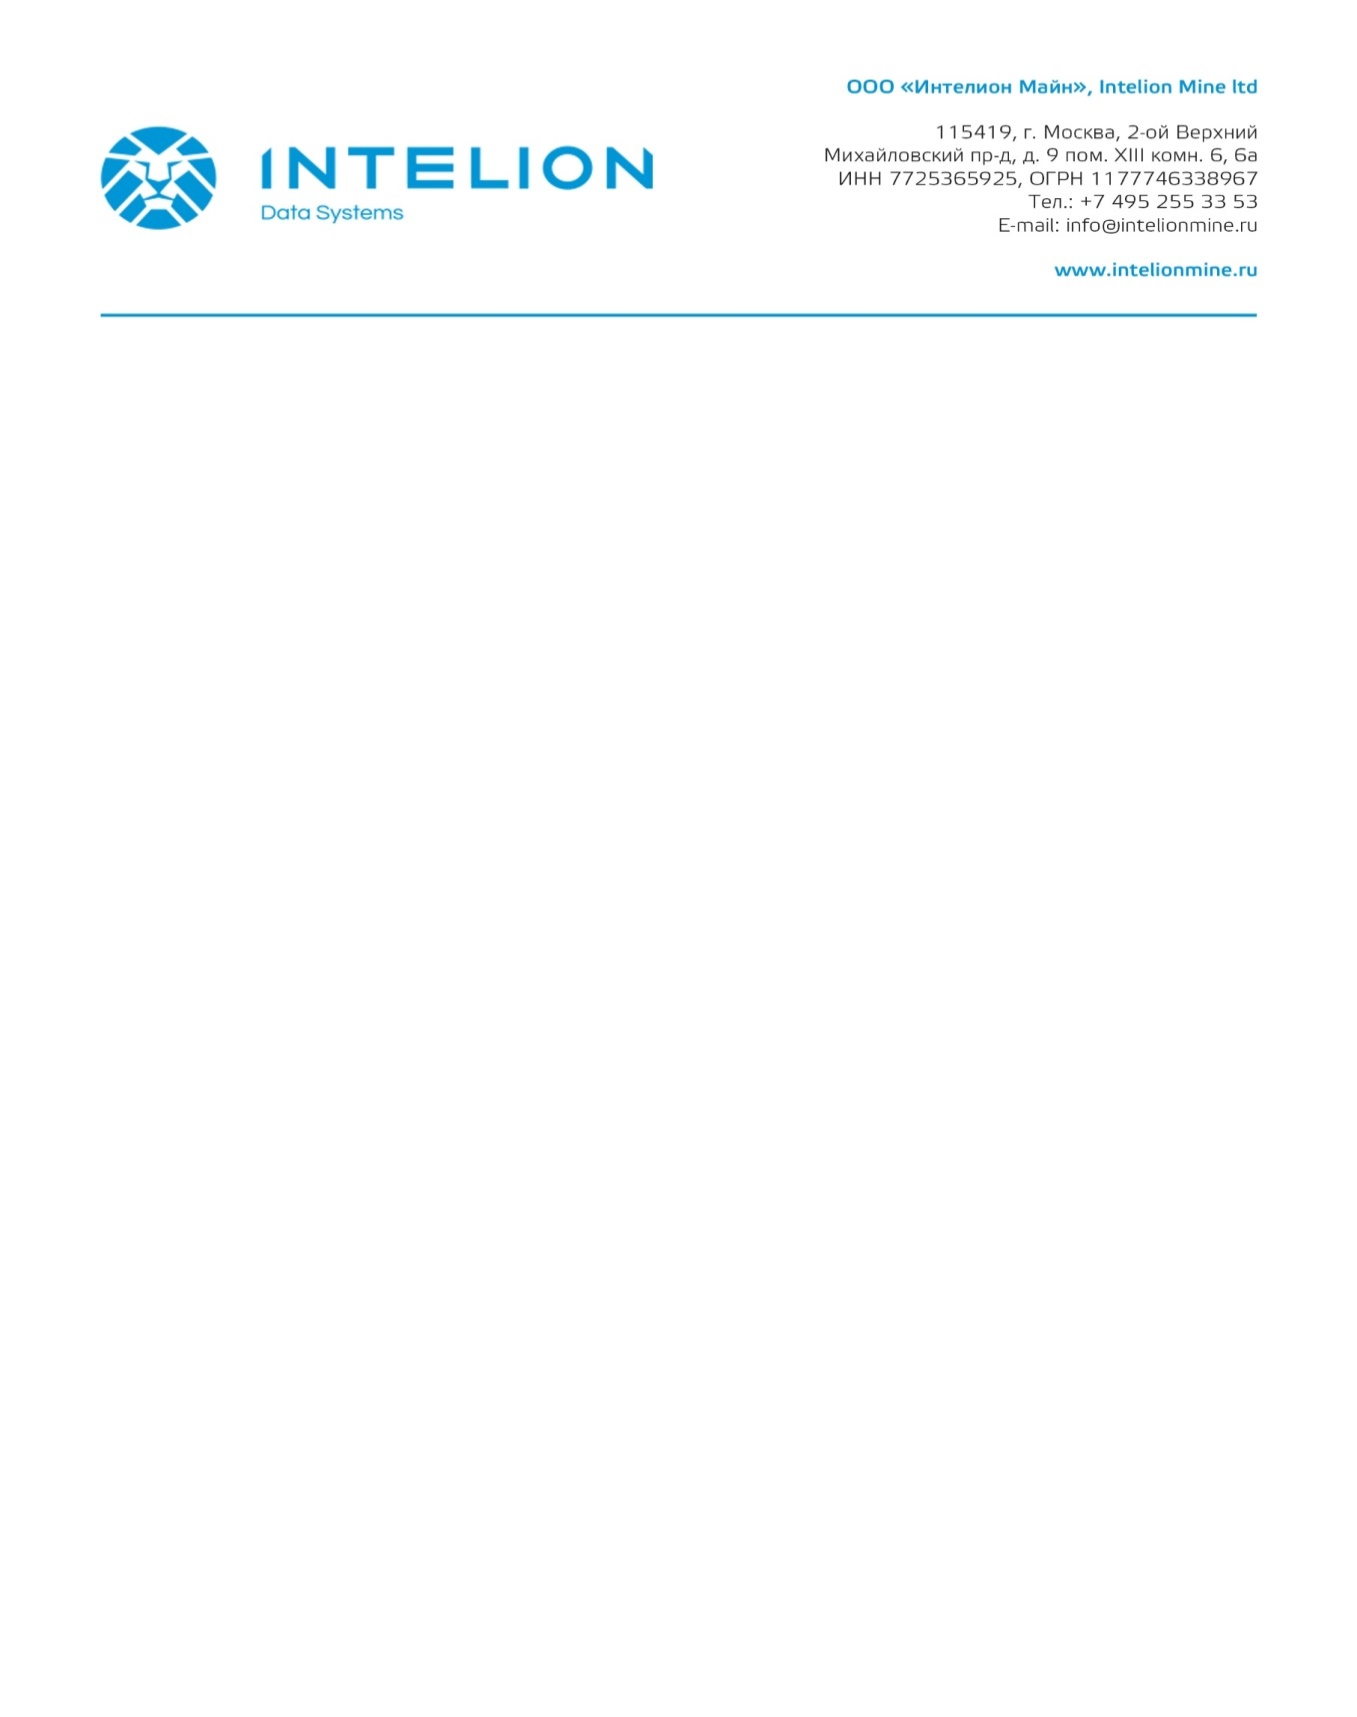 INTELION
Data Systems
ООО «Интелион Майн», Intelion Mine ltd
115419, г. Москва, 2-ой Верхний
Михайловский пр-д, д. 9 пом. XIII комн. 6, 6а
ИНН 7725365925, ОГРН 1177746338967
Тел.: +7 495 255 33 53
E-mail: info@intelionmine.ru
www.intelionmine.ru